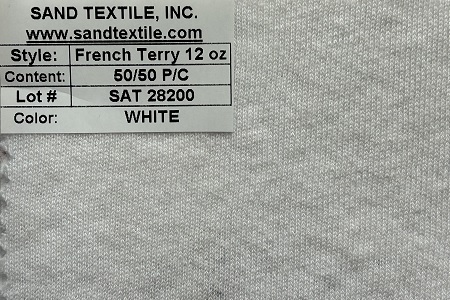 SAND TEXTILE, INC.
www.sandtextile.com
Style: French Terry 12 oz
Content: 50/50 P/C
Lot # SAT 28200
Color: WHITE